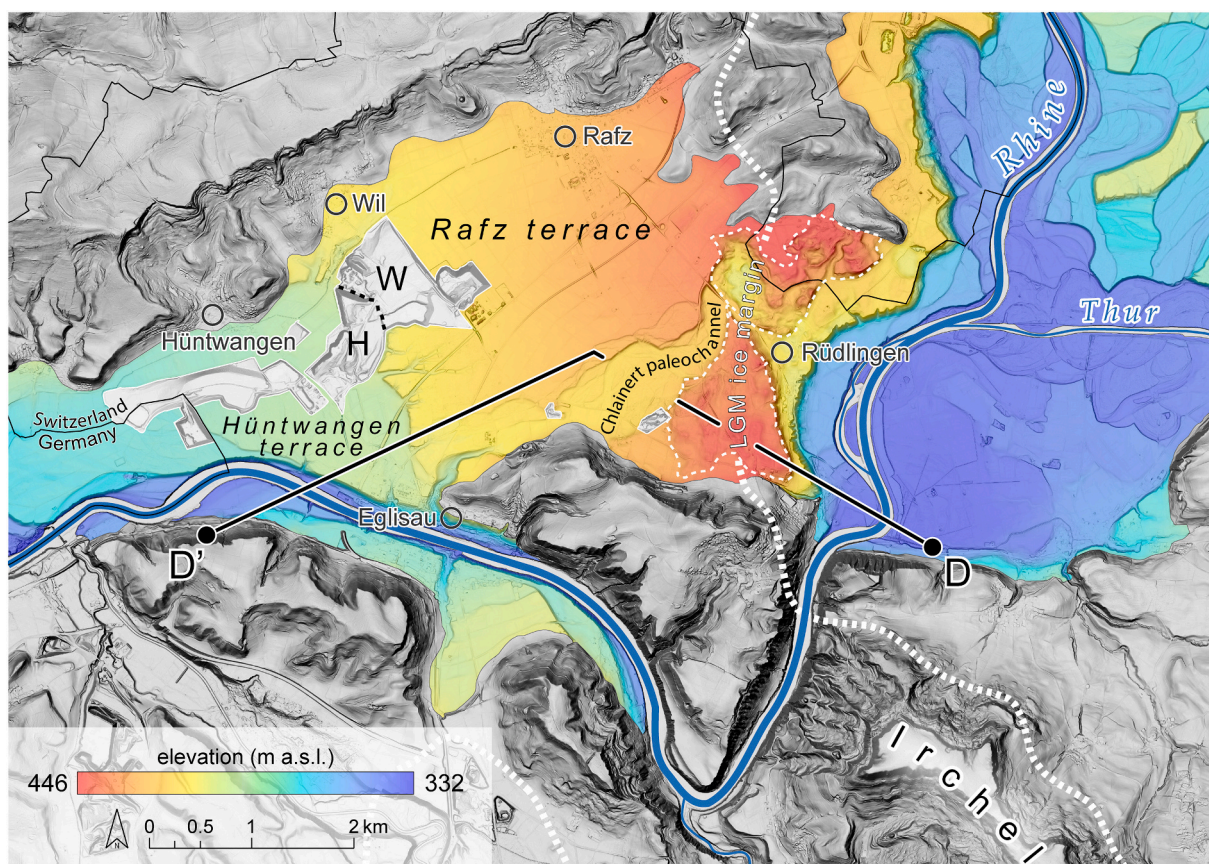 Rhine
Rafz
Wil
Rafz terrace
W
Thur
LGM ice margin
Hüntwangen
H
Chlainert paleochannel
Rüdlingen
Switzerland
Germany
Hüntwangen
terrace
Eglisau
D'
D
Irchel
elevation (m a.s.l.)
446
332
N
0
0.5
1
2 km